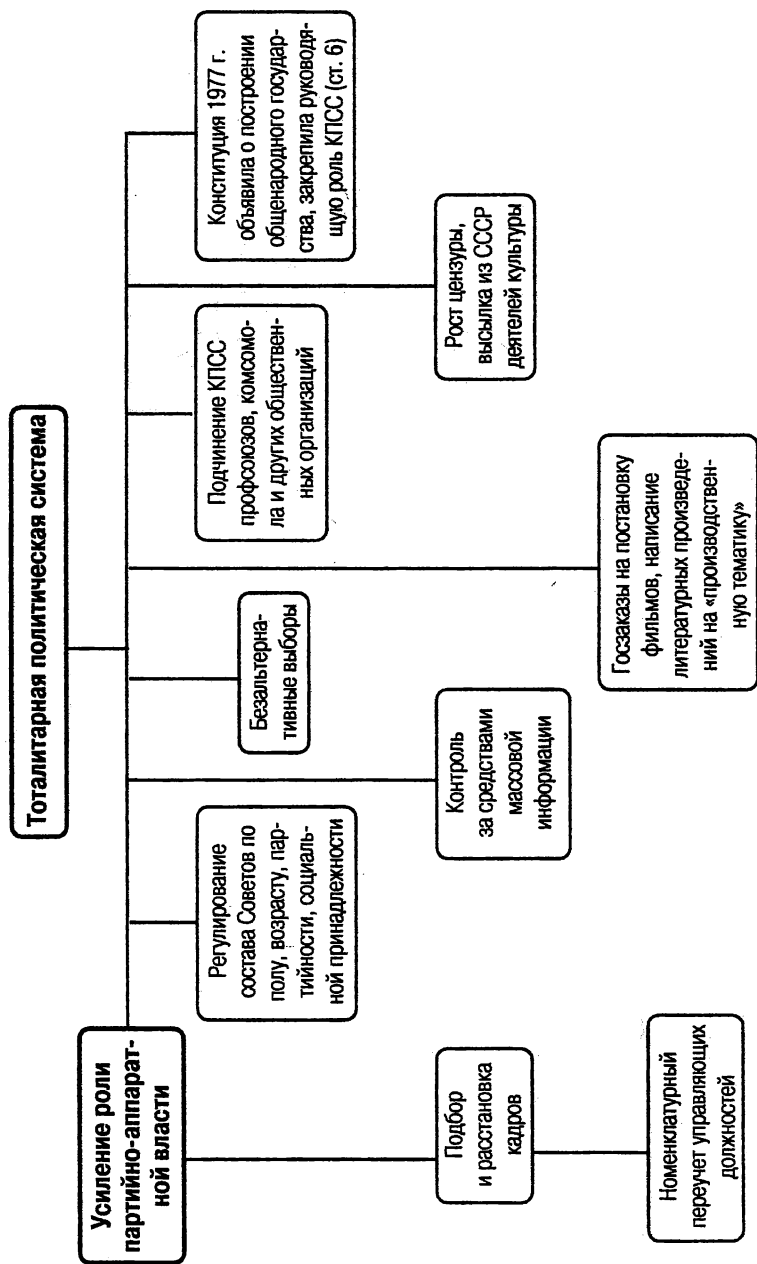 Тоталитарная политическая система
Усиление роли
партийно-аппарат-
ной власти
Регулирование
состава Советов по
полу, возрасту, пар-
тийности, социаль-
ной принадлежности
Безальтерна-
тивные выборы
Подчинение КПСС
профсоюзов, комсомо-
ла и других обществен-
ных организаций
Конституция 1977 г.
объявила о построении
общенародного государ-
ства, закрепила руководя-
щую роль КПСС (ст. 6)
Подбор
и расстановка
кадров
Контроль
за средствами
массовой
информации
Рост цензуры,
высылка из СССР
деятелей культуры
Номенклатурный
переучет управляющих
должностей
Госзаказы на постановку
фильмов, написание
литературных произведе-
ний на «производствен-
ную тематику»